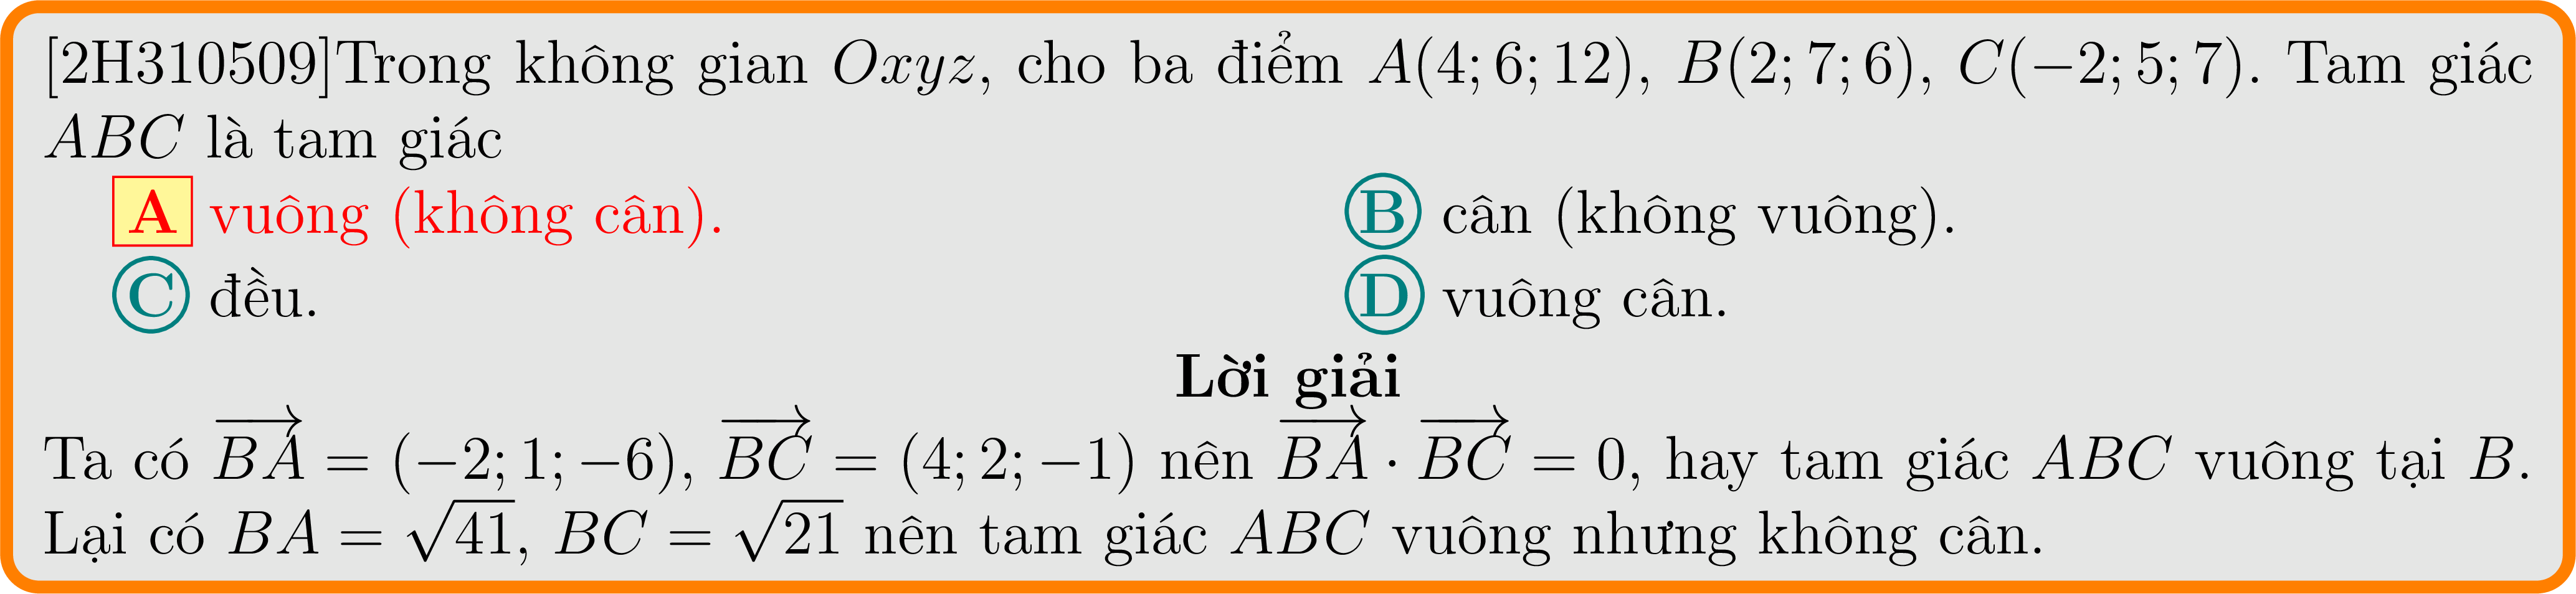 [2H310509]Trong không gian Oxyz, cho ba điểm A(4; 6; 12), B(2; 7; 6), C(−2; 5; 7). Tam giác
ABC là tam giác
A vuông (không cân).
B cân (không vuông).
C đều.
D vuông cân.
Lời giải
Ta có \overrightarrow{BA} = (−2; 1; −6), \overrightarrow{BC} = (4; 2; −1) nên \overrightarrow{BA} · \overrightarrow{BC} = 0, hay tam giác ABC vuông tại B.
Lại có BA = √41, BC = √21 nên tam giác ABC vuông nhưng không cân.